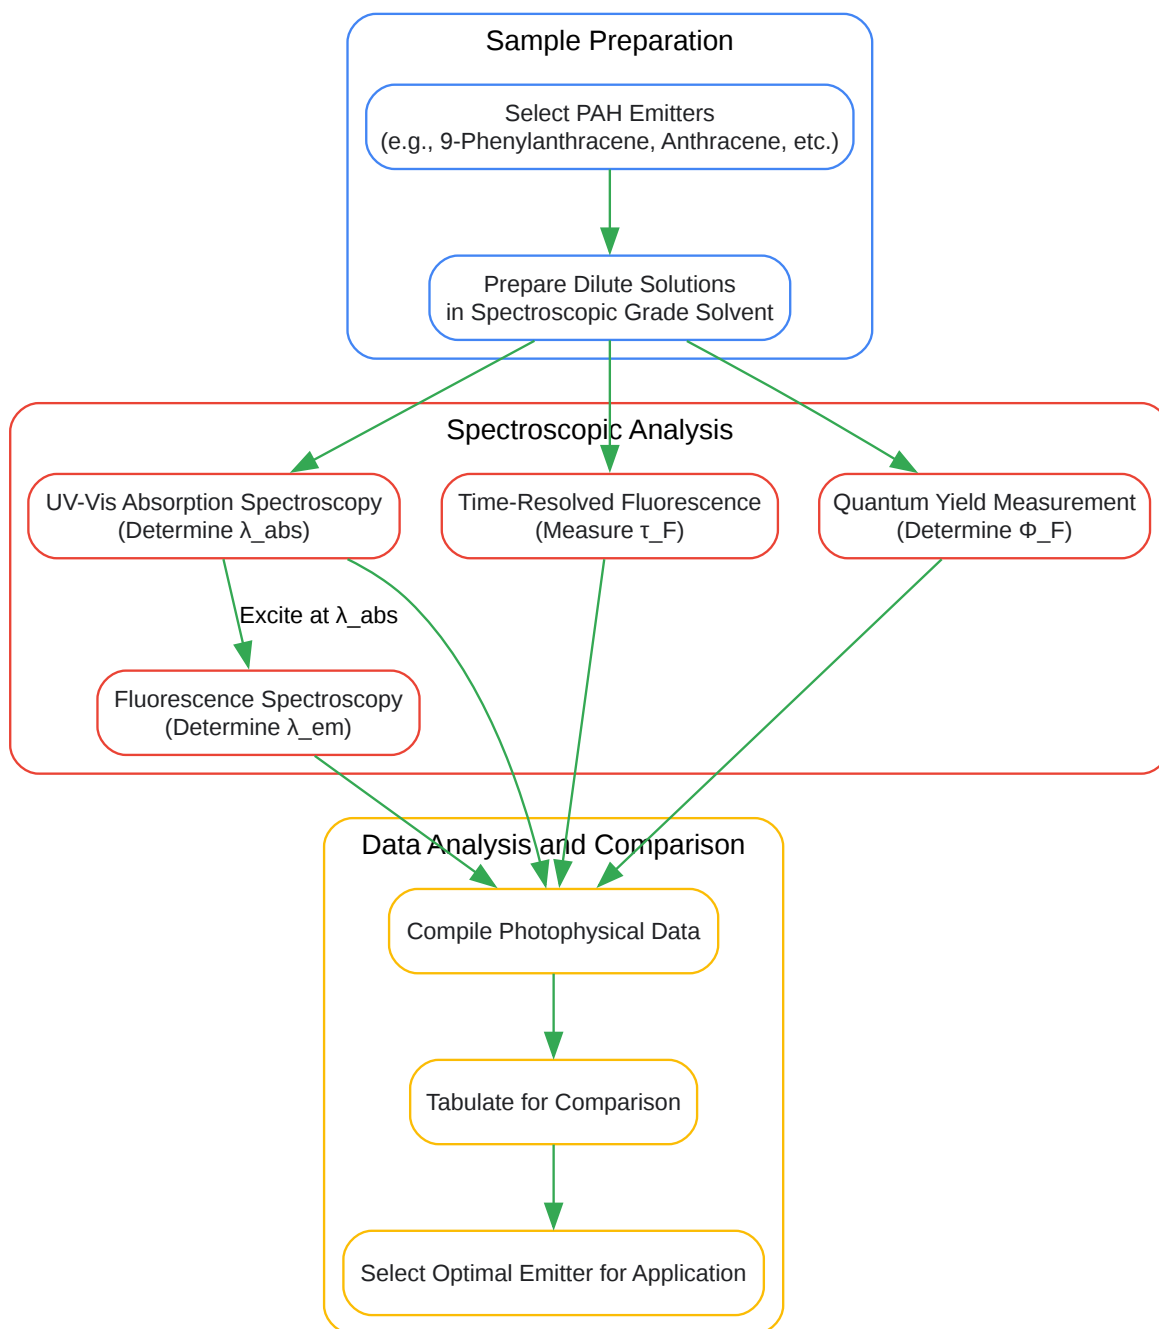 Sample Preparation
Select PAH Emitters
(e.g., 9-Phenylanthracene, Anthracene, etc.)
Prepare Dilute Solutions
in Spectroscopic Grade Solvent
Spectroscopic Analysis
UV-Vis Absorption Spectroscopy
(Determine λ_abs)
Time-Resolved Fluorescence
(Measure τ_F)
Quantum Yield Measurement
(Determine Φ_F)
Excite at λ_abs
Fluorescence Spectroscopy
(Determine λ_em)
Data Analysis and Comparison
Compile Photophysical Data
Tabulate for Comparison
Select Optimal Emitter for Application